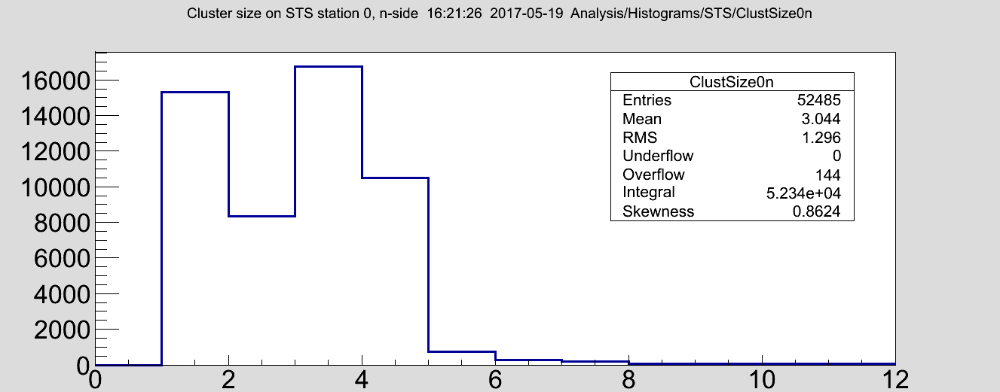 Cluster size on STS station 0, n-side 16:21:26 2017-05-19 Analysis/Histograms/STS/ClustSize0n
16000
14000
12000
10000
8000
6000
4000
2000
0
0 2 4 6 8 10 12
ClustSize0n
Entries 52485
Mean 3.044
RMS 1.296
Underflow 0
Overflow 144
Integral 5.234e+04
Skewness 0.8624